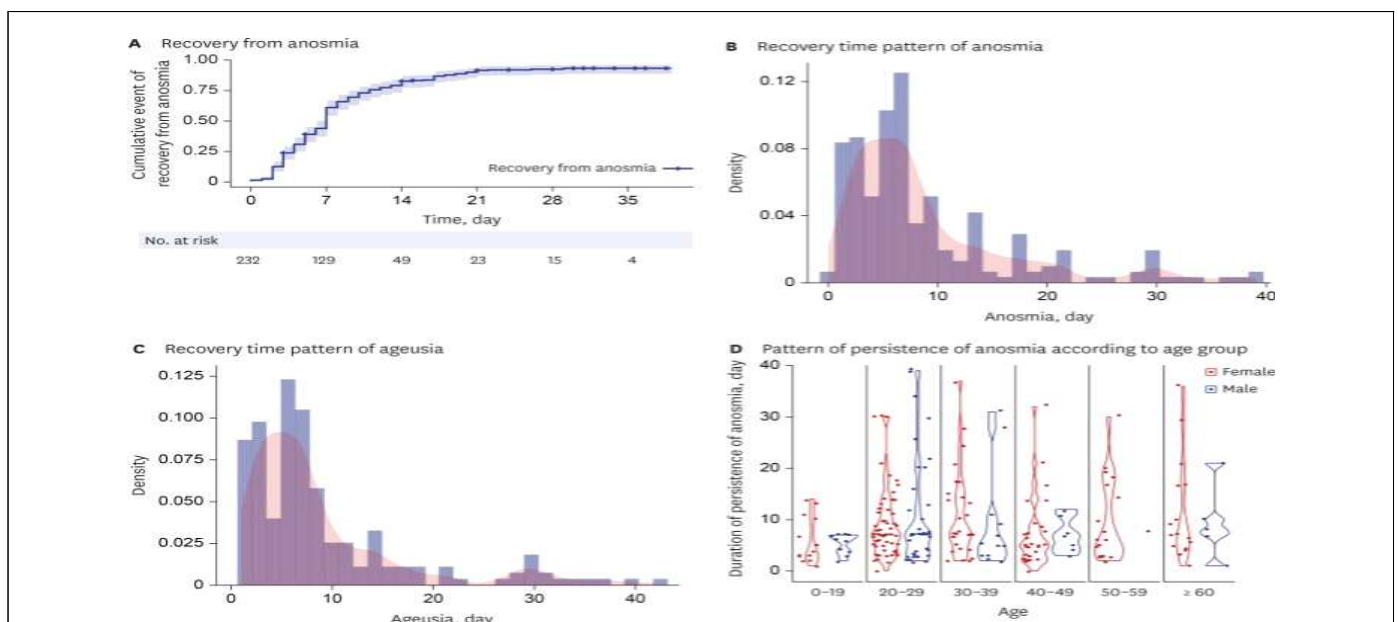 A Recovery from anosmia
Cumulative event of
recovery from anosmia
1.00
0.75
0.50
0.25
0
Recovery from anosmia
0 7 14 21 28 35
Time, day
No. at risk
232 129 49 23 15 4
B Recovery time pattern of anosmia
Density
0.12
0.08
0.04
0
0 10 20 30 40
Anosmia, day
C Recovery time pattern of ageusia
Density
0.125
0.100
0.075
0.050
0.025
0
0 10 20 30 40
Ageusia, day
D Pattern of persistence of anosmia according to age group
Duration of persistence of anosmia, day
40
30
20
10
0
Female
Male
0–19 20–29 30–39 40–49 50–59 ≥ 60
Age